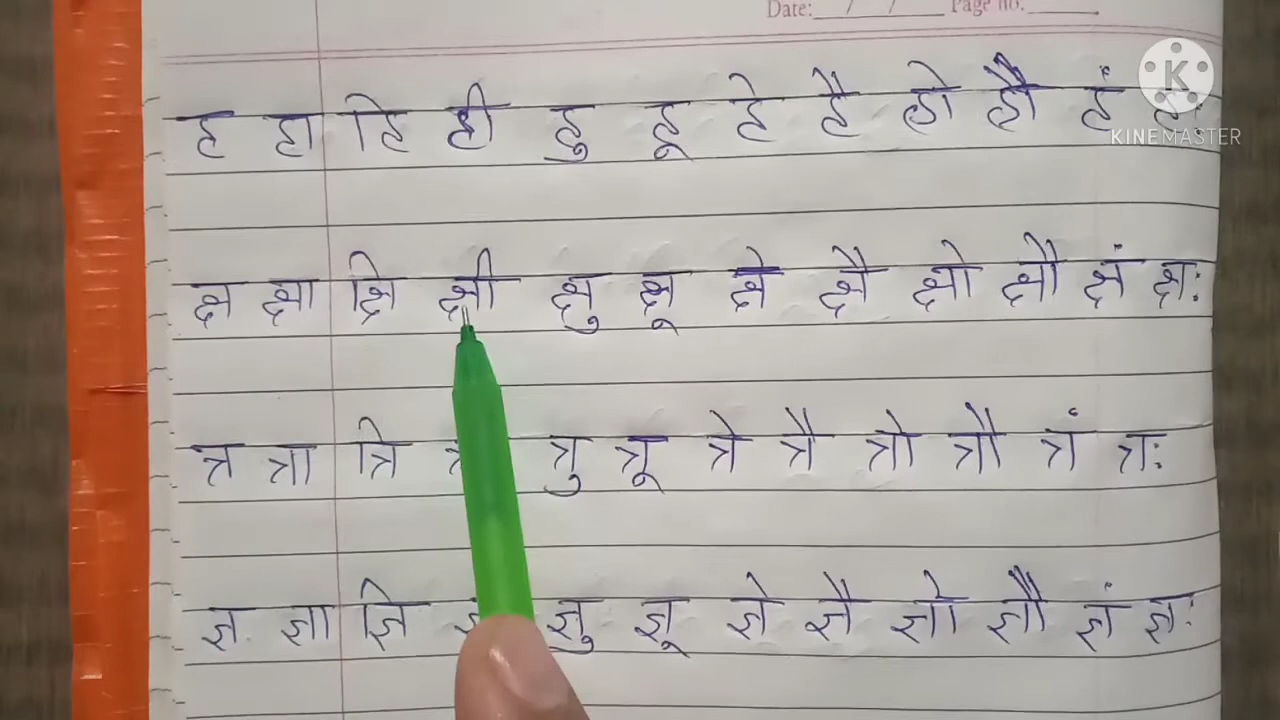 Date: / / Page no.
K
KINEMASTER
ह हा हि ही हु हू हे है हो हौ हं
क्ष क्षा क्षि क्षी क्षु क्षू क्षे क्षै क्षो क्षौ क्षं क्षः
त्र त्रा त्रि त्रु त्रू त्रे त्रै त्रो त्रौ त्रं त्रः
ज्ञ ज्ञा ज्ञि ज्ञु ज्ञू ज्ञे ज्ञै ज्ञो ज्ञौ ज्ञं ज्ञः